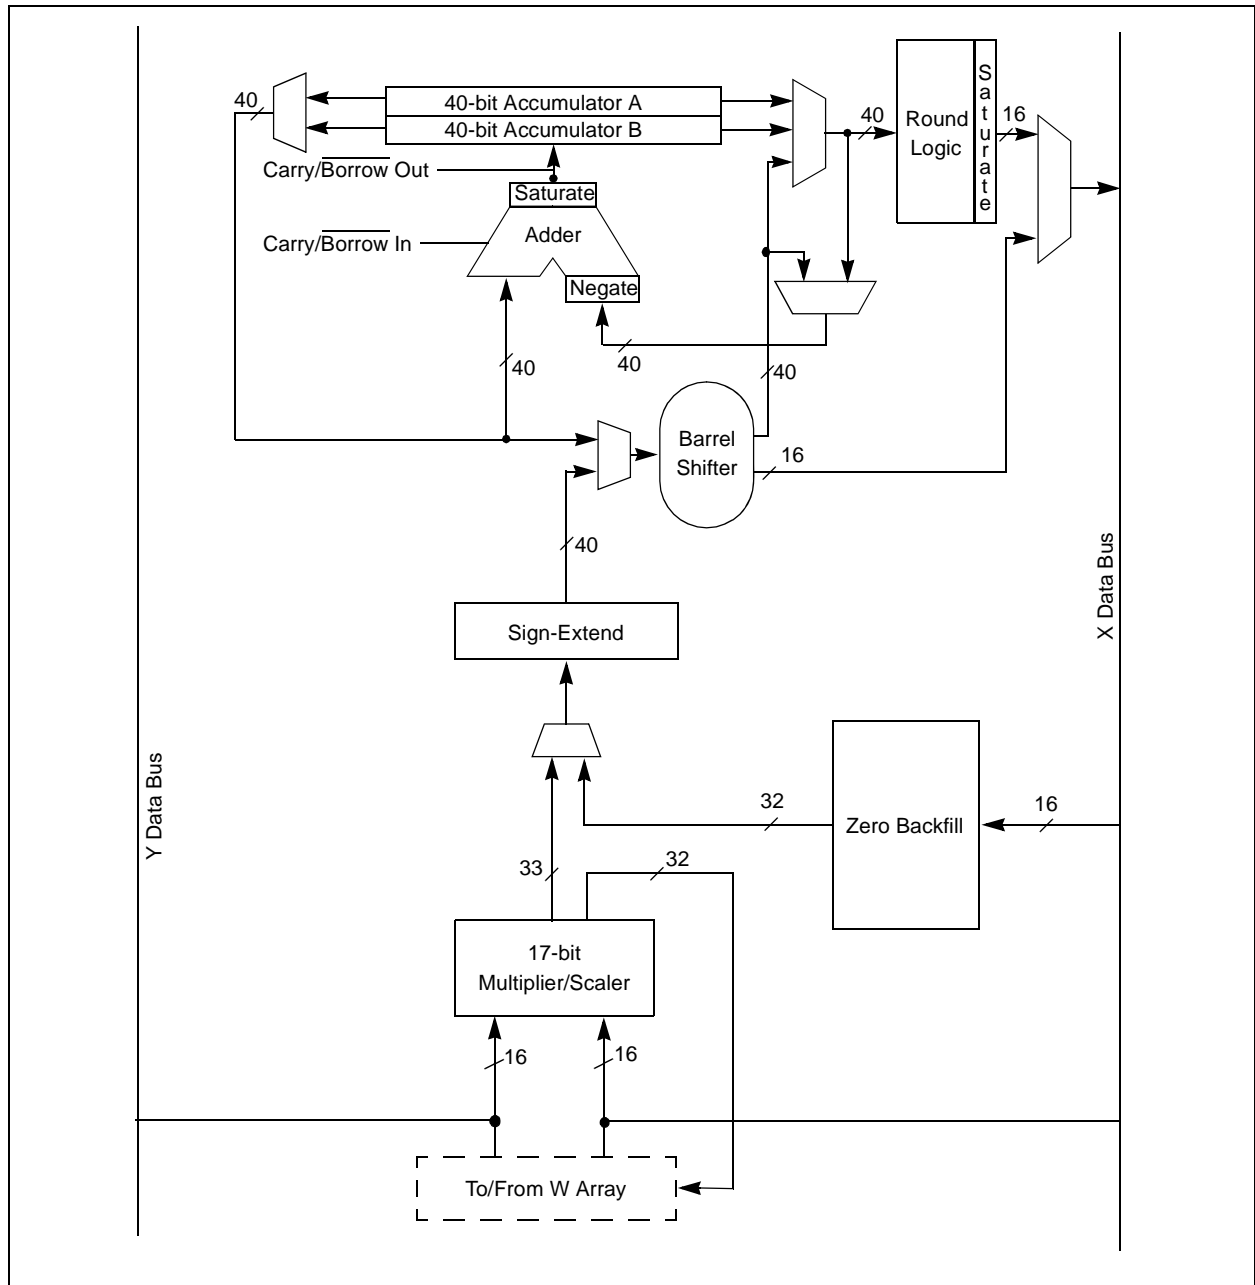 40
40-bit Accumulator A
40-bit Accumulator B
40
Round
Logic
Saturate
16
Carry/Borrow Out
Saturate
Carry/Borrow In
Adder
Negate
40
40
40
Barrel
Shifter
16
40
X Data Bus
Sign-Extend
Y Data Bus
32
Zero Backfill
16
33
32
17-bit
Multiplier/Scaler
16
16
To/From W Array